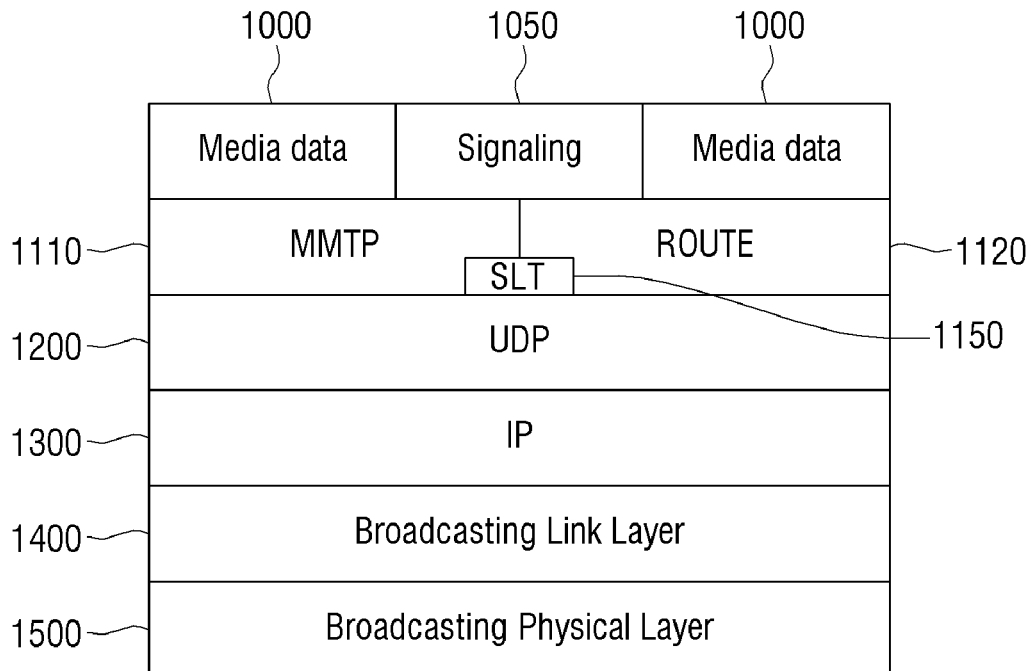 1000 1050 1000
Media data Signaling Media data
1110 MMTP ROUTE 1120
SLT
1200 UDP 1150
1300 IP
1400 Broadcasting Link Layer
1500 Broadcasting Physical Layer